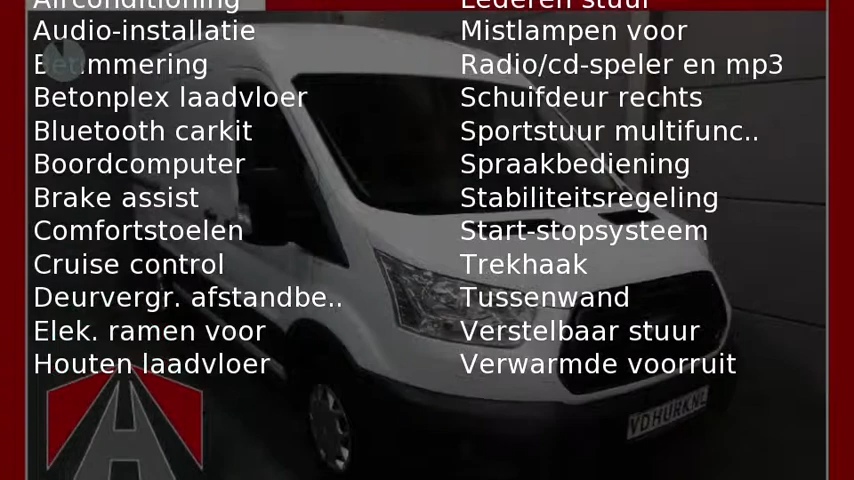 Airconditioning
Audio-installatie
Betimmering
Betonplex laadvloer
Bluetooth carkit
Boordcomputer
Brake assist
Comfortstoelen
Cruise control
Deurvergr. afstandbe..
Elek. ramen voor
Houten laadvloer
Lederen stuur
Mistlampen voor
Radio/cd-speler en mp3
Schuifdeur rechts
Sportstuur multifunc..
Spraakbediening
Stabiliteitsregeling
Start-stopsysteem
Trekhaak
Tussenwand
Verstelbaar stuur
Verwarmde voorruit
VDHURKNL